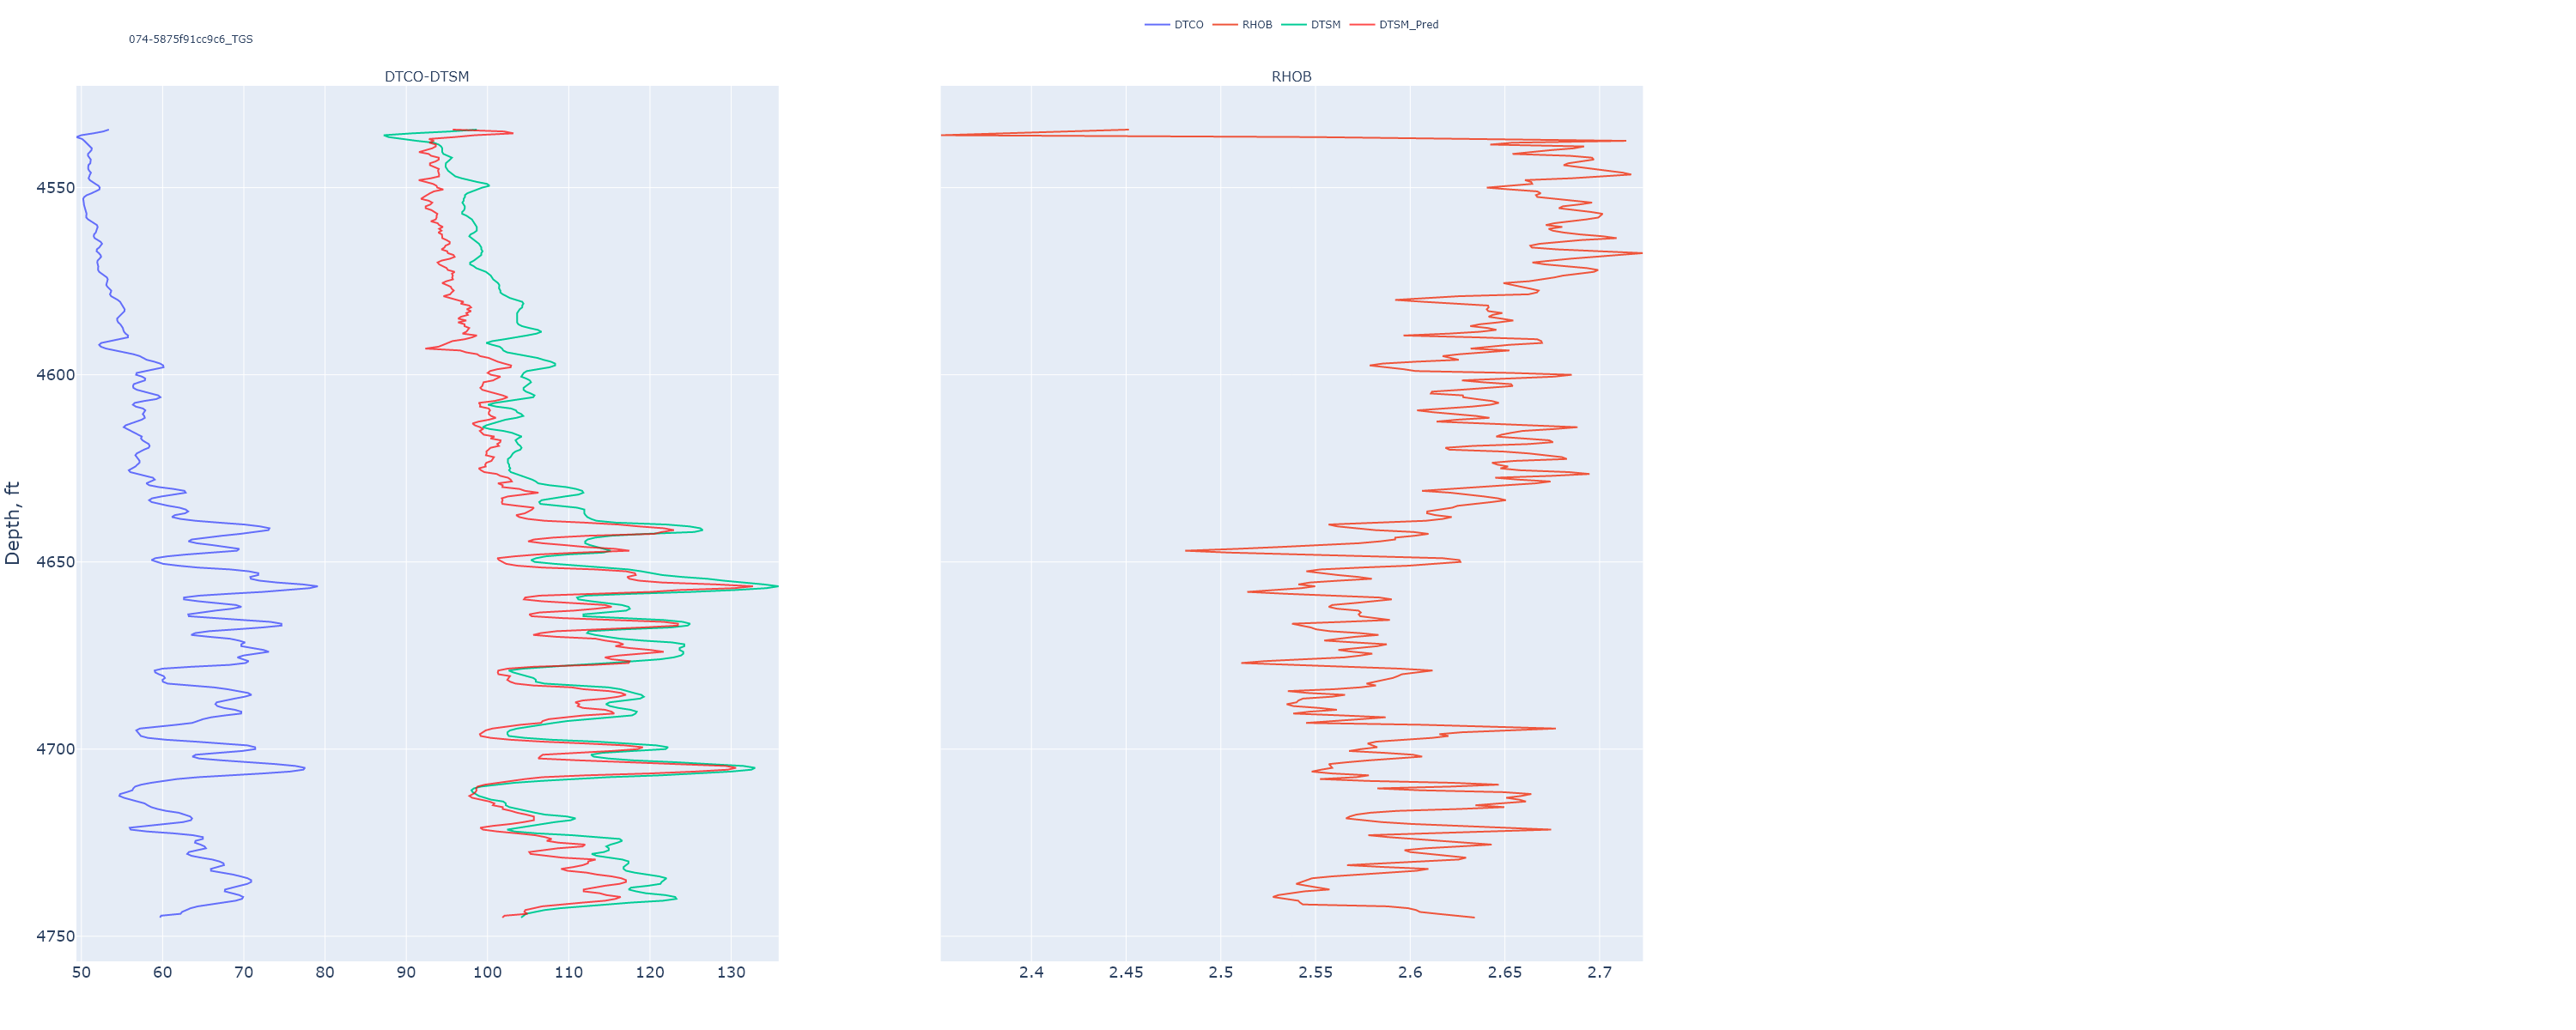 DTCO RHOB DTSM DTSM_Pred
074-5875f91cc9c6_TGS
DTCO-DTSM RHOB
Depth, ft
4550
4600
4650
4700
4750
50 60 70 80 90 100 110 120 130
2.4 2.45 2.5 2.55 2.6 2.65 2.7